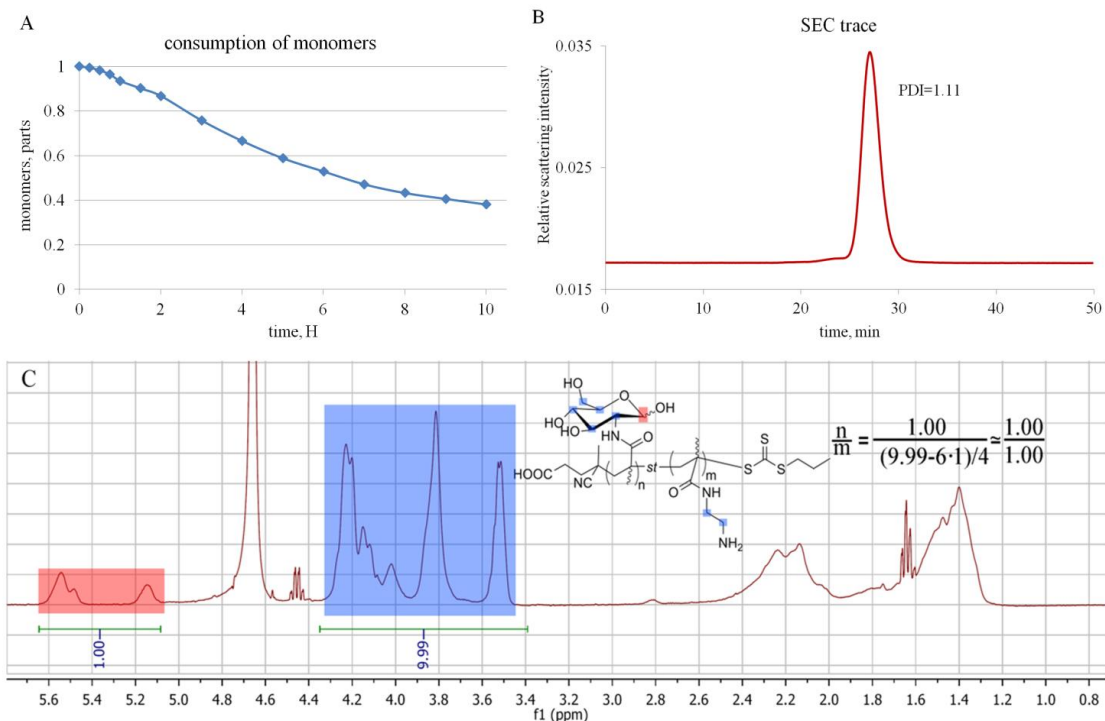 A
consumption of monomers
1
0.8
0.6
0.4
0.2
0
monomers, parts
0 2 4 6 8 10
time, H
B
SEC trace
0.035
0.025
0.015
Relative scattering intensity
PDI=1.11
0 10 20 30 40 50
time, min
C
HO
O
HO
OH
HO
HN
O
HOOC
NC
n
st
m
S
S
S
O
NH
NH2
n/m = 1.00/(9.99-6·1)/4 ≃ 1.00/1.00
1.00
9.99
5.6 5.4 5.2 5.0 4.8 4.6 4.4 4.2 4.0 3.8 3.6 3.4 3.2 3.0 2.8 2.6 2.4 2.2 2.0 1.8 1.6 1.4 1.2 1.0 0.8
f1 (ppm)